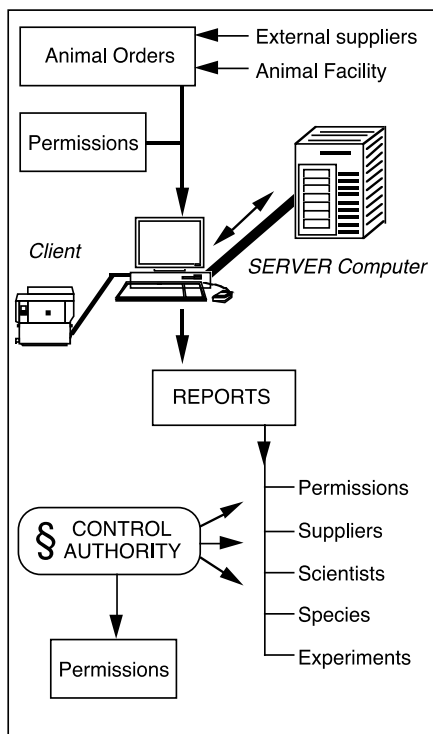 Animal Orders
External suppliers
Animal Facility
Permissions
Client
SERVER Computer
REPORTS
Permissions
Suppliers
Scientists
Species
Experiments
§ CONTROL
AUTHORITY
Permissions